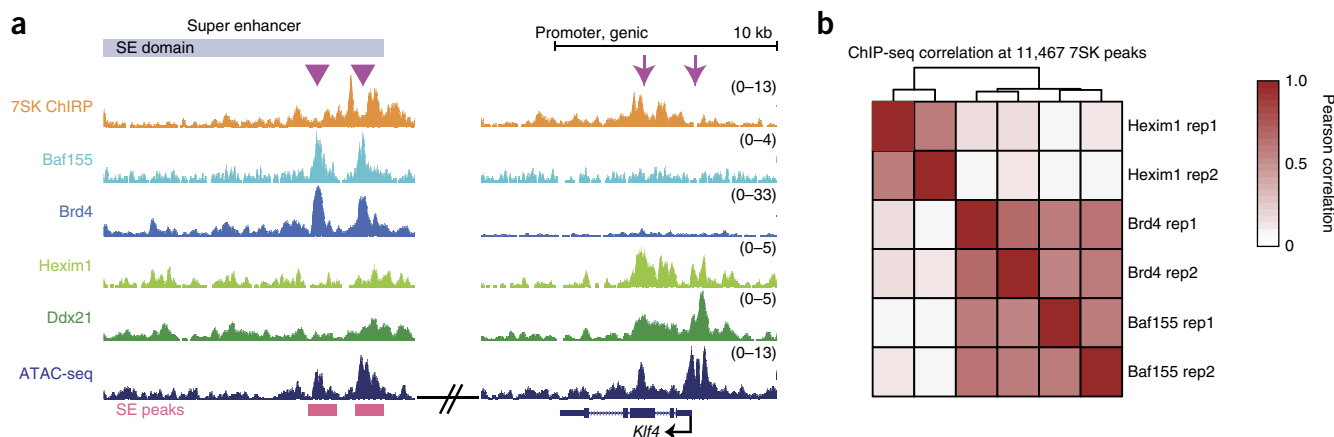 a
Super enhancer
SE domain
Promoter, genic
10 kb
7SK ChIRP
(0–13)
Baf155
(0–4)
Brd4
(0–33)
Hexim1
(0–5)
Ddx21
(0–5)
ATAC-seq
(0–13)
SE peaks
Klf4
b
ChIP-seq correlation at 11,467 7SK peaks
Hexim1 rep1
Hexim1 rep2
Brd4 rep1
Brd4 rep2
Baf155 rep1
Baf155 rep2
1.0
0.5
0
Pearson correlation